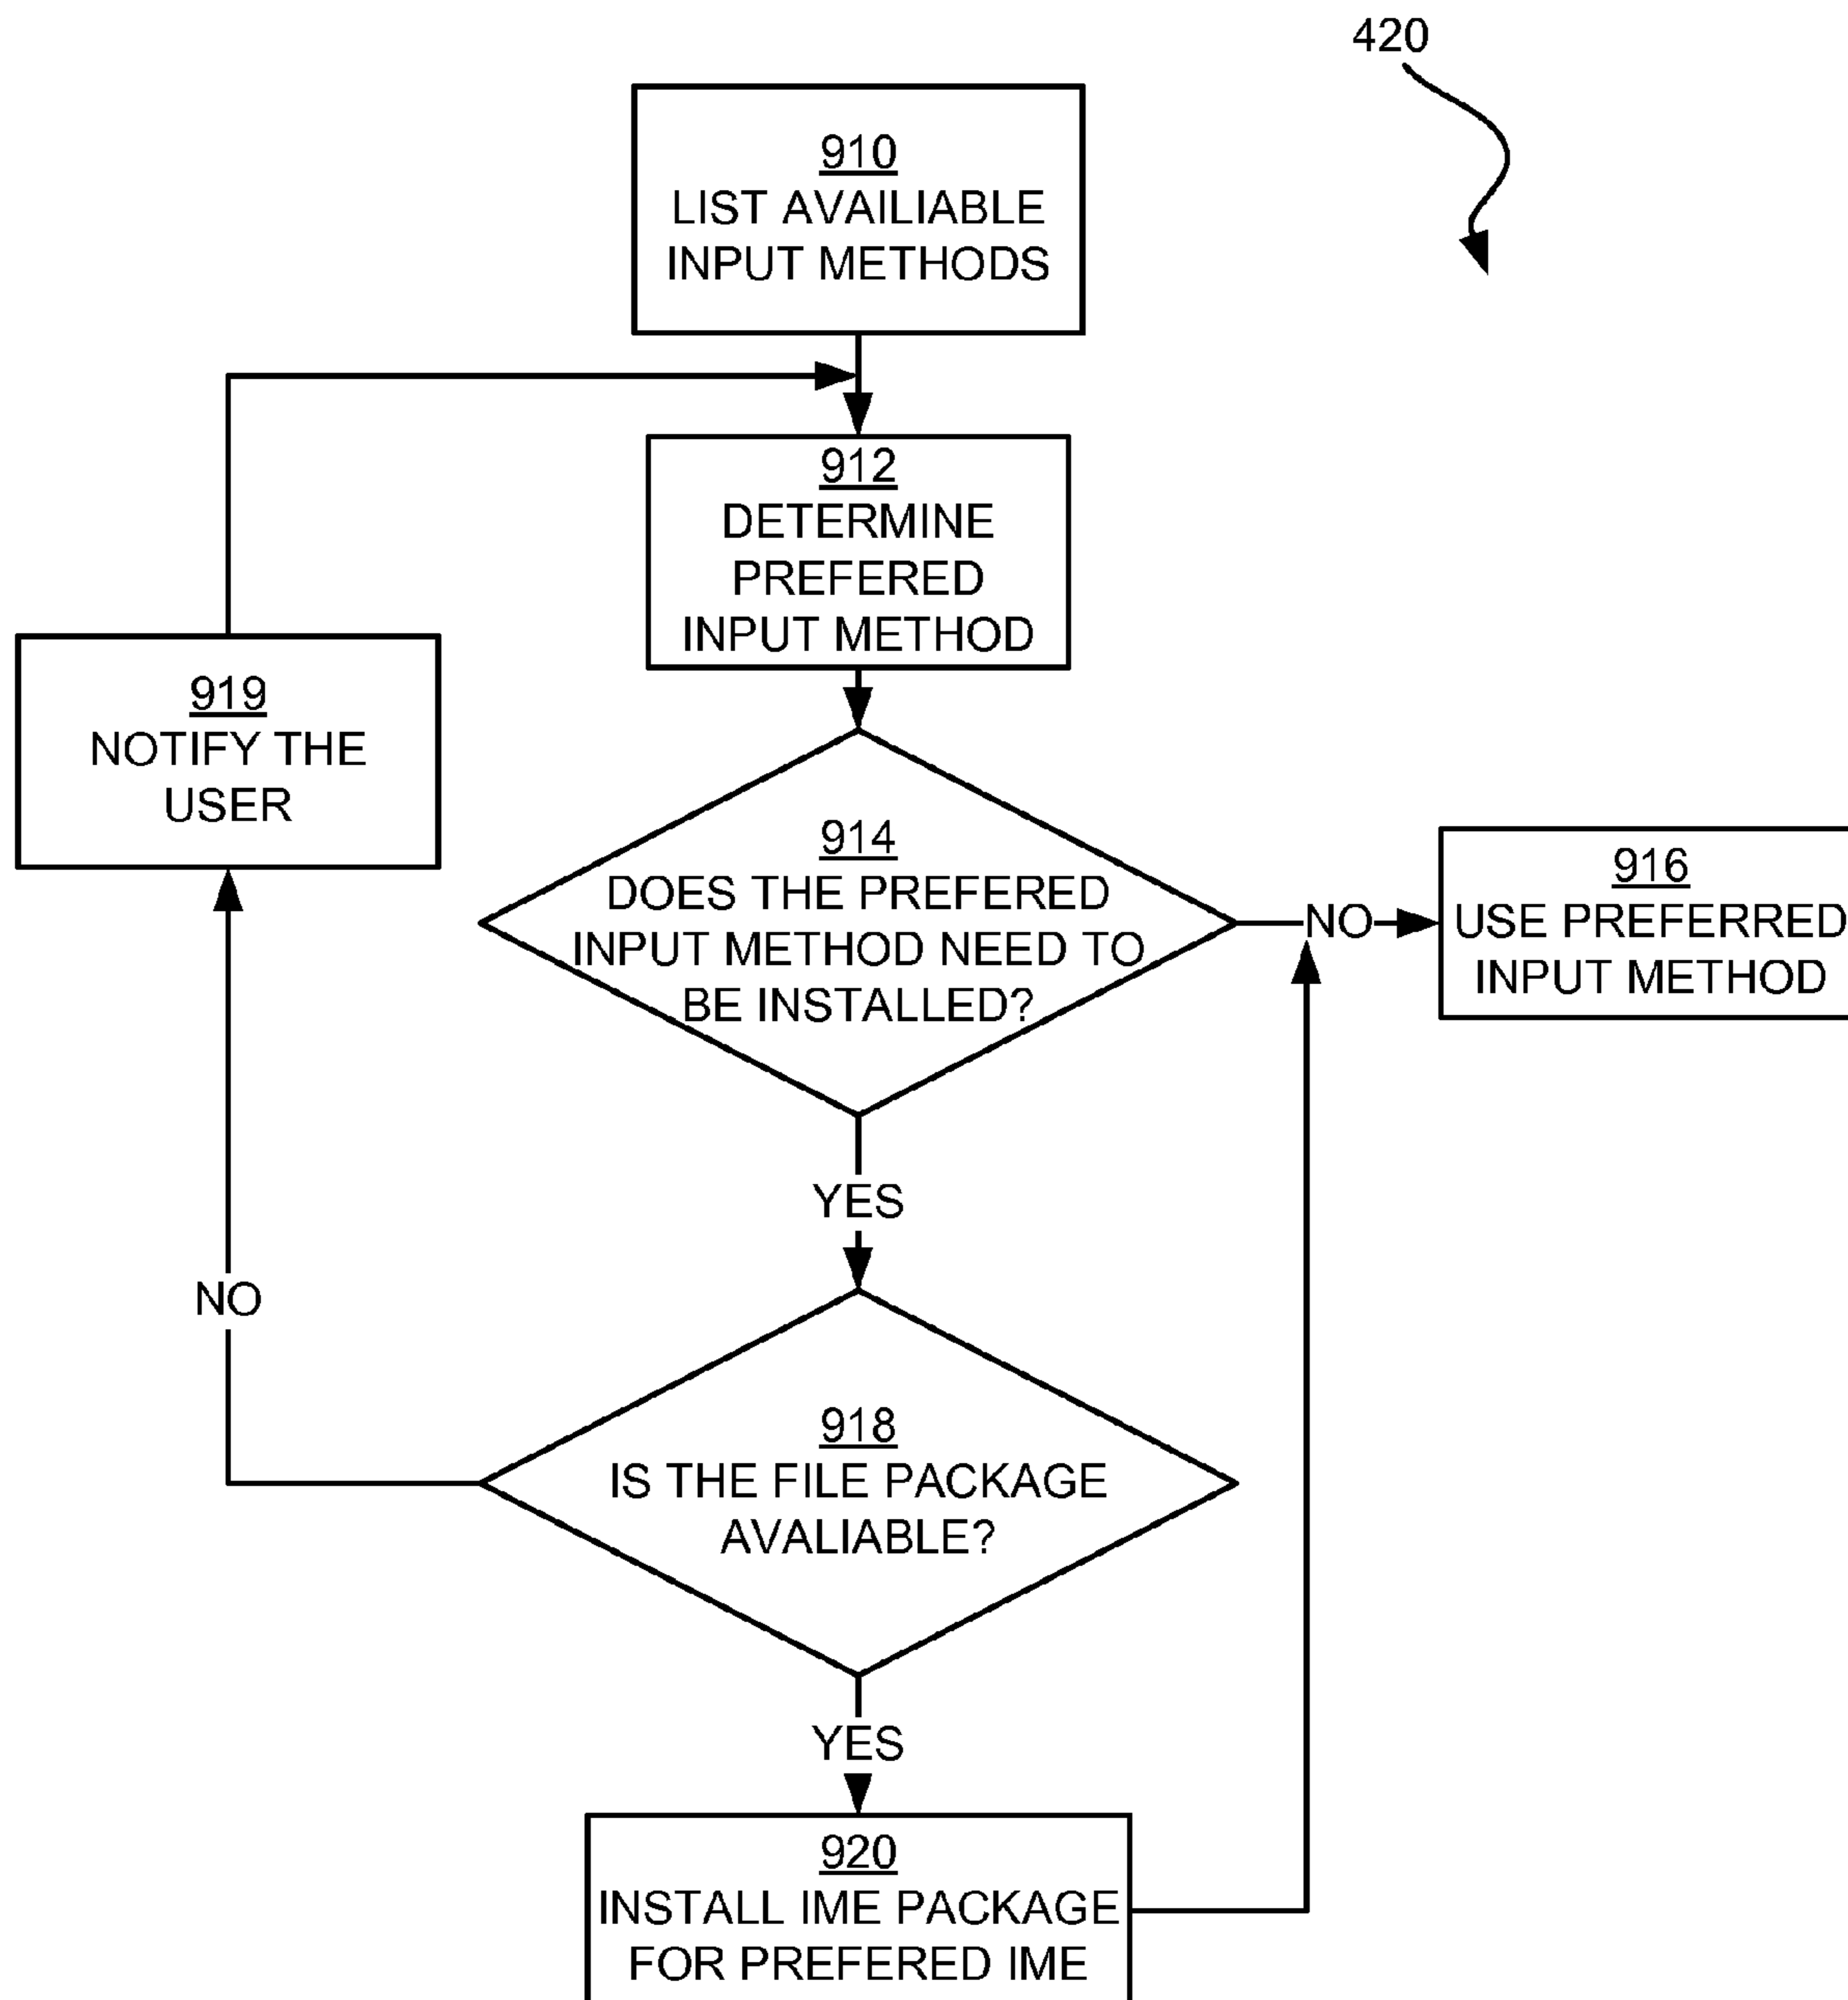 420
910
LIST AVAILIABLE
INPUT METHODS
912
DETERMINE
PREFERED
INPUT METHOD
919
NOTIFY THE
USER
914
DOES THE PREFERED
INPUT METHOD NEED TO
BE INSTALLED?
NO
916
USE PREFERRED
INPUT METHOD
YES
NO
918
IS THE FILE PACKAGE
AVALIABLE?
YES
920
INSTALL IME PACKAGE
FOR PREFERED IME